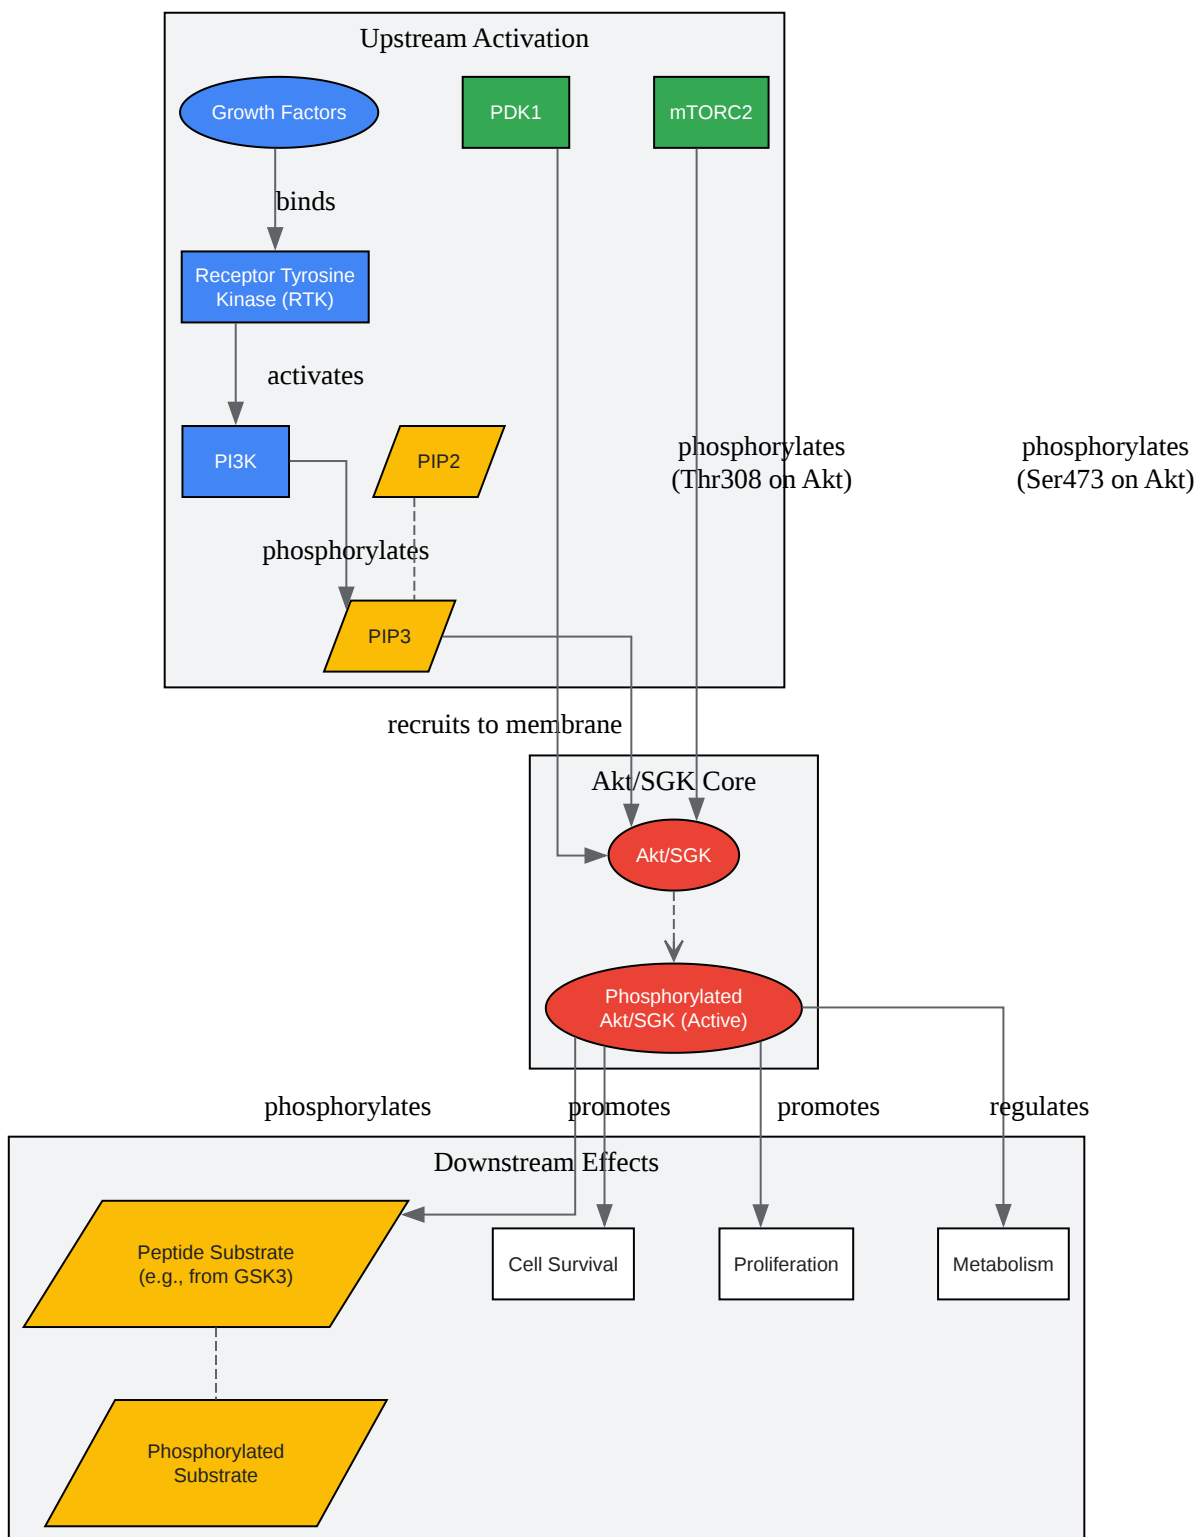 Upstream Activation
Growth Factors
PDK1
mTORC2
binds
Receptor Tyrosine
Kinase (RTK)
activates
PI3K
PIP2
phosphorylates
(Thr308 on Akt)
phosphorylates
(Ser473 on Akt)
phosphorylates
PIP3
recruits to membrane
Akt/SGK Core
Akt/SGK
Phosphorylated
Akt/SGK (Active)
phosphorylates
promotes
promotes
regulates
Downstream Effects
Peptide Substrate
(e.g., from GSK3)
Cell Survival
Proliferation
Metabolism
Phosphorylated
Substrate